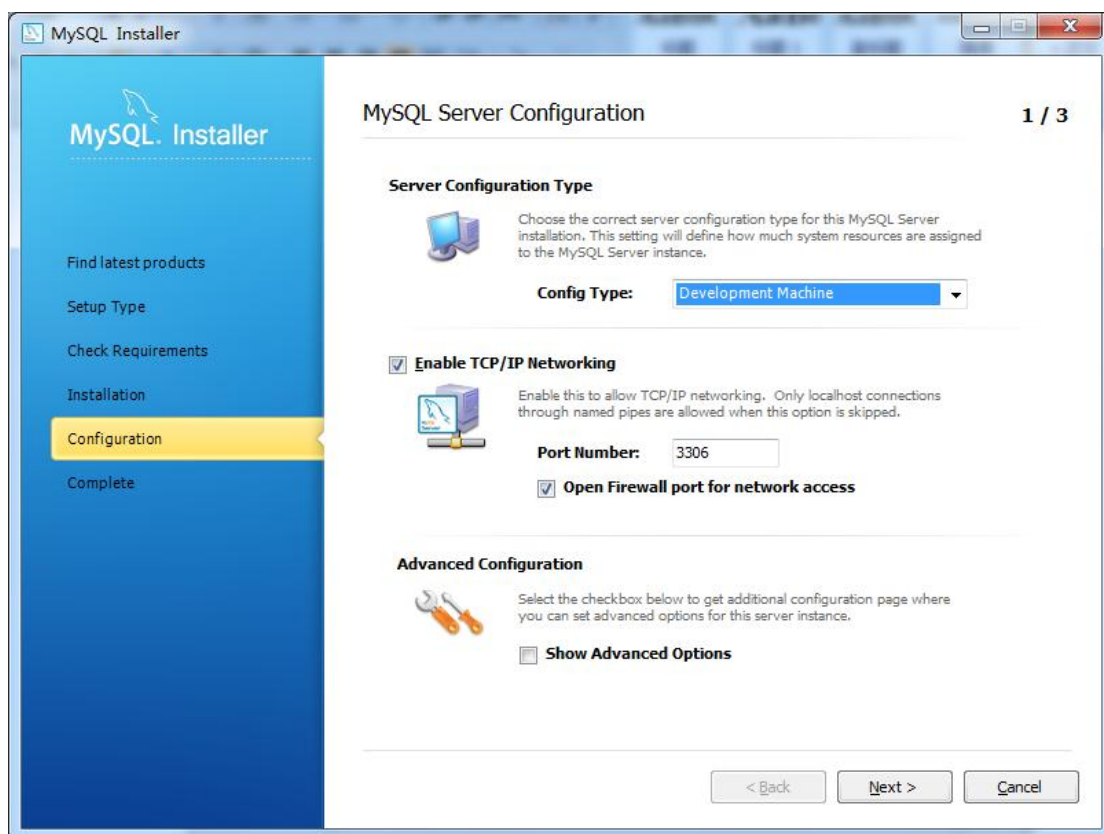 MySQL Installer
MySQL. Installer
Find latest products
Setup Type
Check Requirements
Installation
Configuration
Complete
MySQL Server Configuration
1 / 3
Server Configuration Type
Choose the correct server configuration type for this MySQL Server
installation. This setting will define how much system resources are assigned
to the MySQL Server instance.
Config Type:
Development Machine
Enable TCP/IP Networking
Enable this to allow TCP/IP networking. Only localhost connections
through named pipes are allowed when this option is skipped.
Port Number:
3306
Open Firewall port for network access
Advanced Configuration
Select the checkbox below to get additional configuration page where
you can set advanced options for this server instance.
Show Advanced Options
< Back
Next >
Cancel